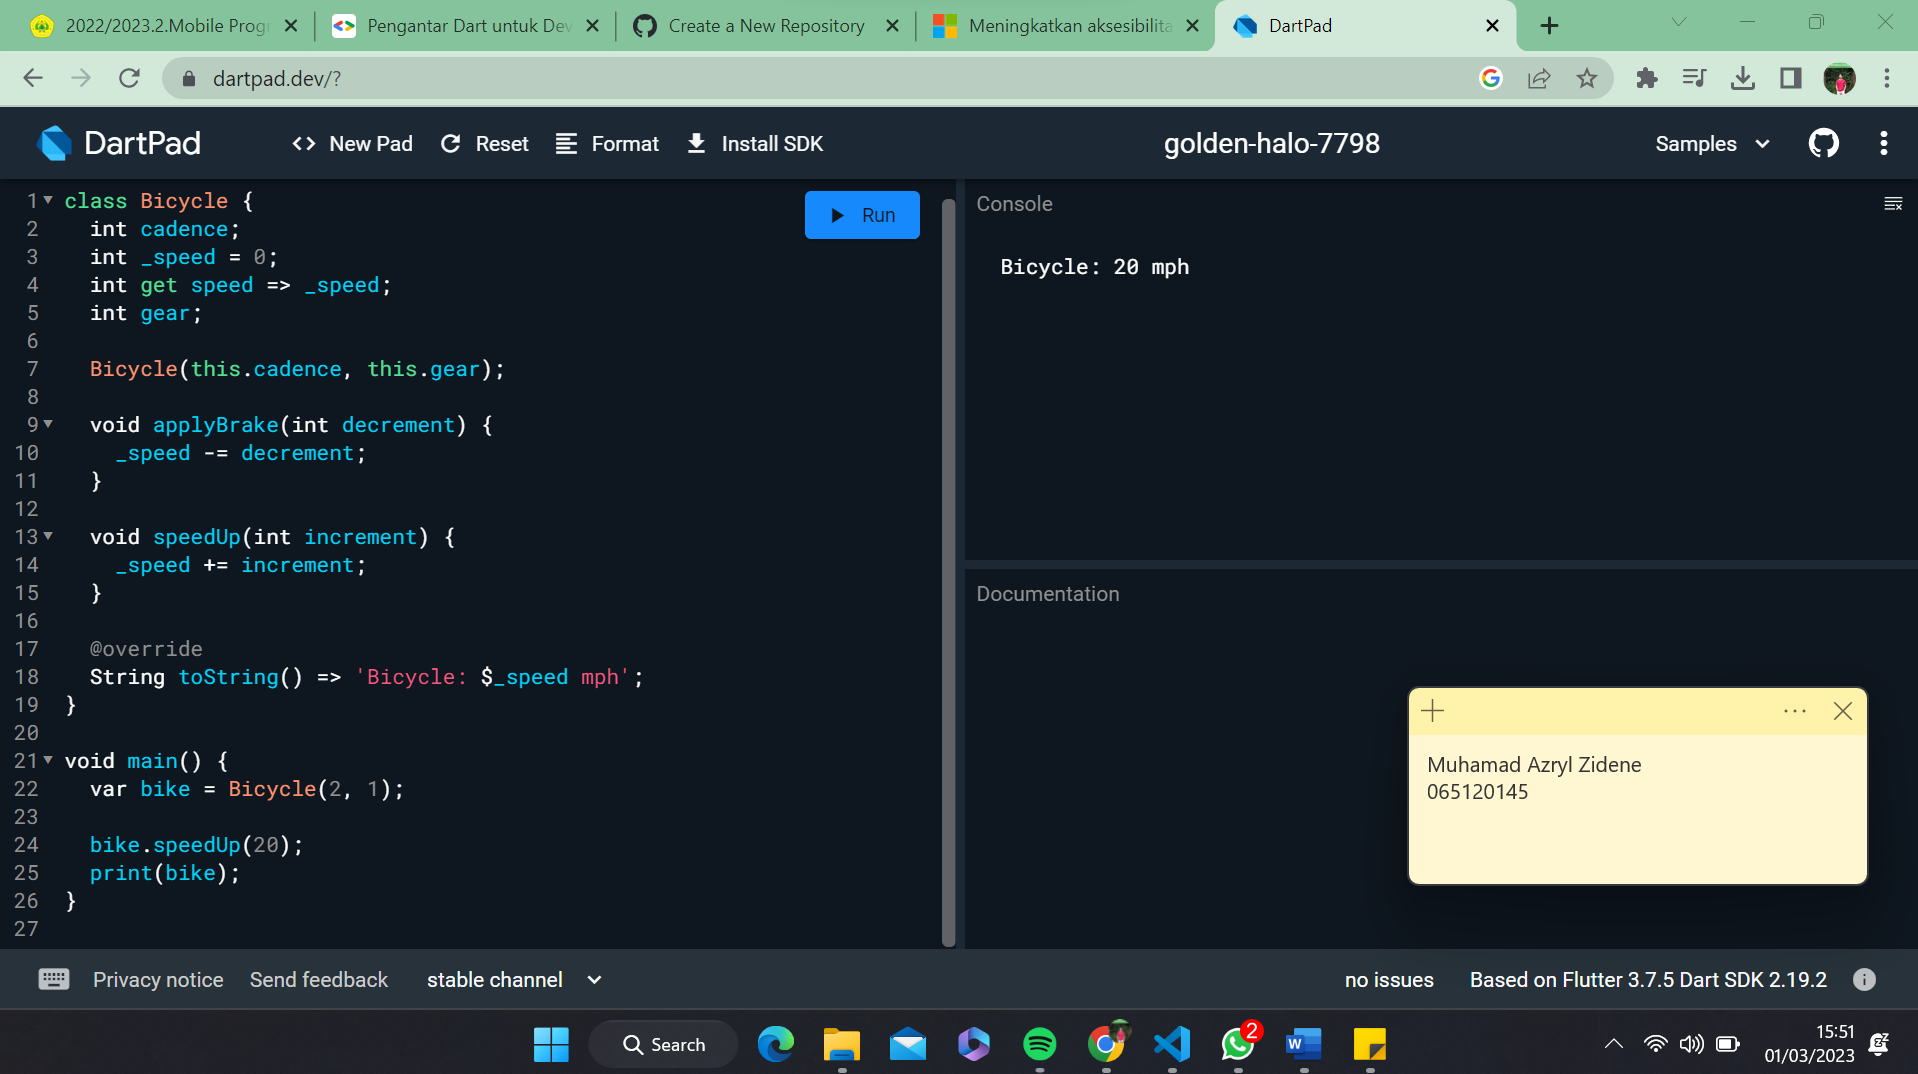 2022/2023.2.Mobile Progr
Pengantar Dart untuk Dev
Create a New Repository
Meningkatkan aksesibilita
DartPad
dartpad.dev/?
DartPad
New Pad
Reset
Format
Install SDK
golden-halo-7798
Samples
1 class Bicycle {
2 int cadence;
3 int _speed = 0;
4 int get speed => _speed;
5 int gear;
6
7 Bicycle(this.cadence, this.gear);
8
9 void applyBrake(int decrement) {
10 _speed -= decrement;
11 }
12
13 void speedUp(int increment) {
14 _speed += increment;
15 }
16
17 @override
18 String toString() => 'Bicycle: $_speed mph';
19 }
20
21 void main() {
22 var bike = Bicycle(2, 1);
23
24 bike.speedUp(20);
25 print(bike);
26 }
27
Run
Console
Bicycle: 20 mph
Documentation
Muhamad Azryl Zidene
065120145
Privacy notice
Send feedback
stable channel
no issues
Based on Flutter 3.7.5 Dart SDK 2.19.2
Search
2
15:51
01/03/2023